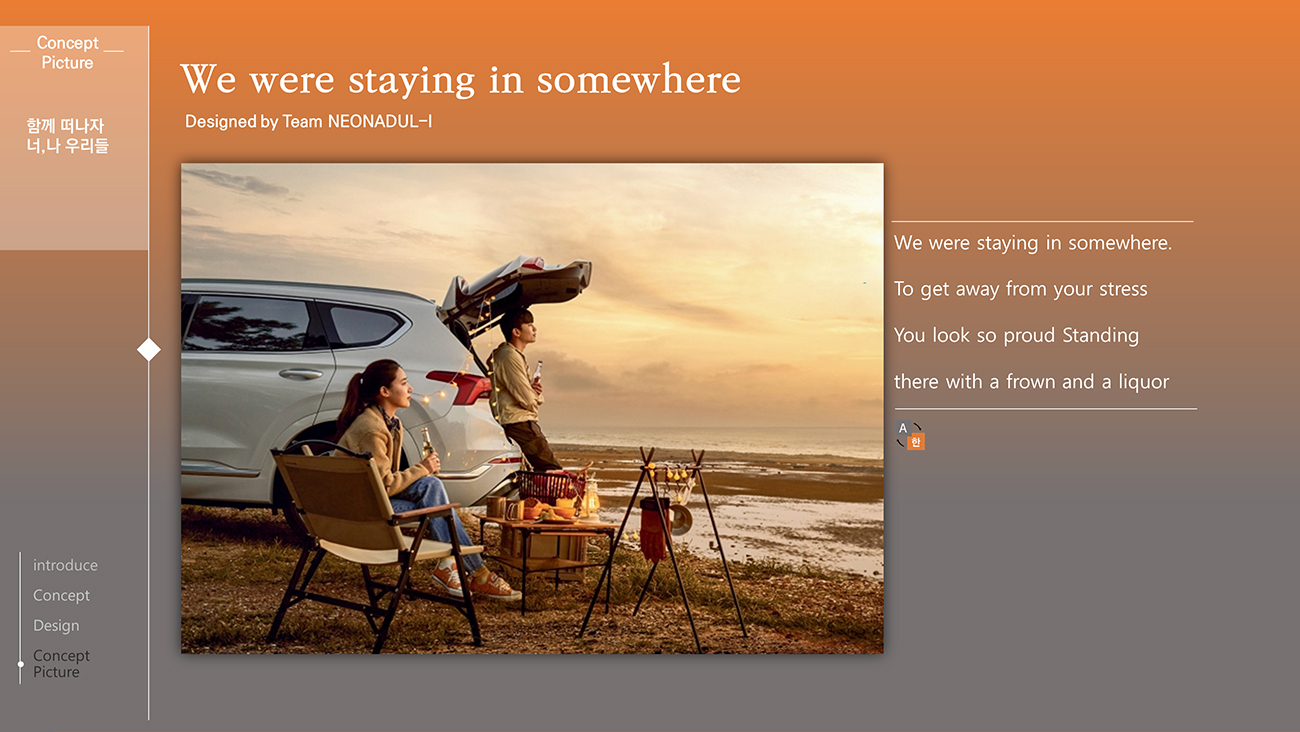 Concept
Picture
함께 떠나자
너,나 우리들
We were staying in somewhere
Designed by Team NEONADUL-I
We were staying in somewhere.
To get away from your stress
You look so proud Standing
there with a frown and a liquor
A
한
introduce
Concept
Design
Concept
Picture